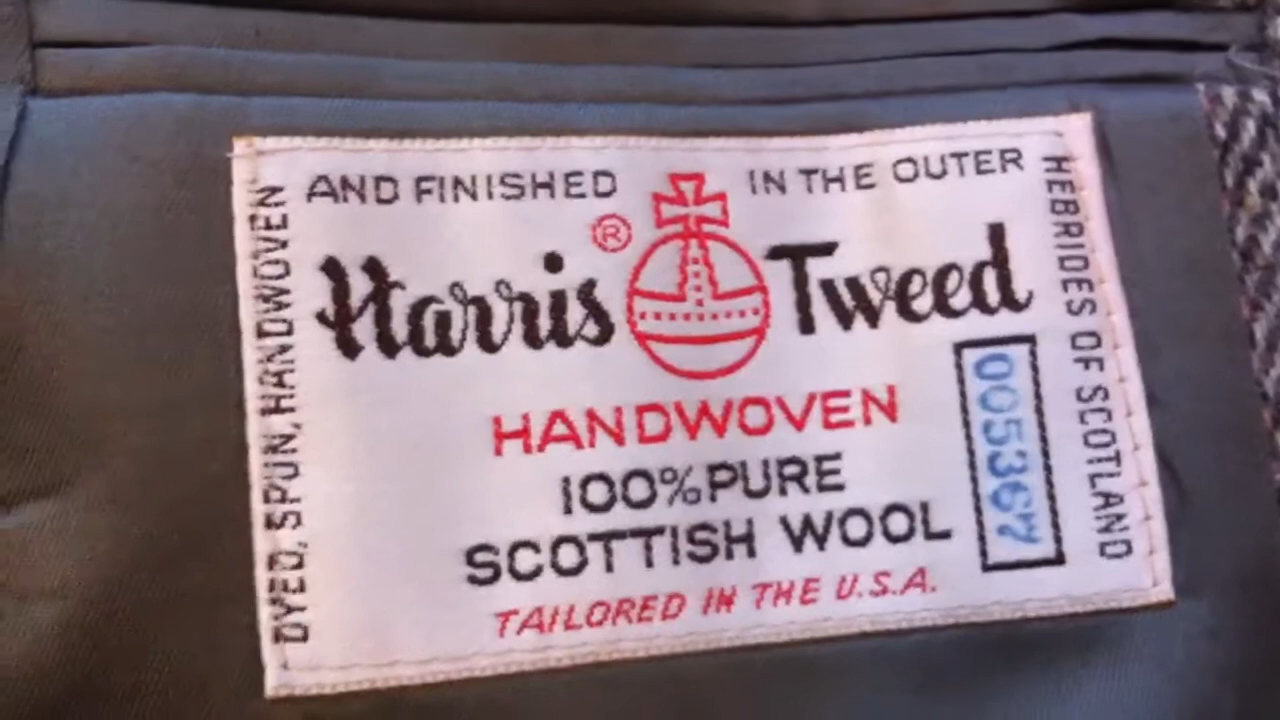 DYED, SPUN, HANDWOVEN
AND FINISHED
IN THE OUTER
HEBRIDES OF SCOTLAND
®
Harris Tweed
HANDWOVEN
100% PURE
SCOTTISH WOOL
TAILORED IN THE U.S.A.
005367